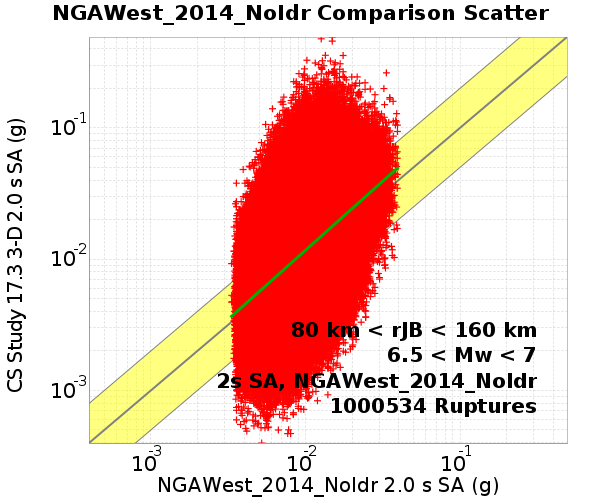 NGAWest_2014_NoIdr Comparison Scatter
CS Study 17.3 3-D 2.0 s SA (g)
10-1
10-2
10-3
80 km < rJB < 160 km
6.5 < Mw < 7
2s SA, NGAWest_2014_NoIdr
1000534 Ruptures
10-3 10-2 10-1
NGAWest_2014_NoIdr 2.0 s SA (g)